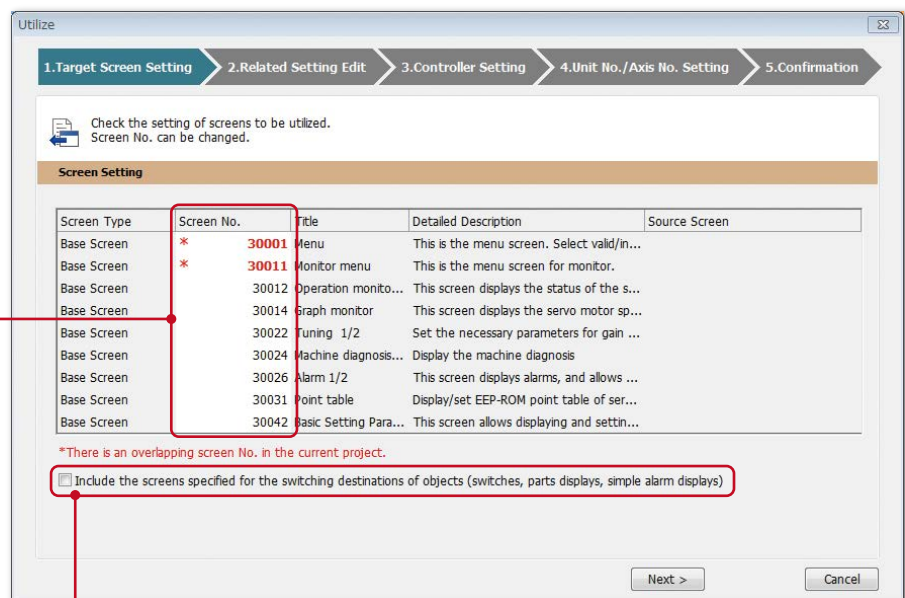 Utilize
1.Target Screen Setting 2.Related Setting Edit 3.Controller Setting 4.Unit No./Axis No. Setting 5.Confirmation
Check the setting of screens to be utilized.
Screen No. can be changed.
Screen Setting
Screen Type Screen No. Title Detailed Description Source Screen
Base Screen * 30001 Menu This is the menu screen. Select valid/in...
Base Screen * 30011 Monitor menu This is the menu screen for monitor.
Base Screen 30012 Operation monito... This screen displays the status of the s...
Base Screen 30014 Graph monitor This screen displays the servo motor sp...
Base Screen 30022 Tuning 1/2 Set the necessary parameters for gain ...
Base Screen 30024 Machine diagnosis... Display the machine diagnosis
Base Screen 30026 Alarm 1/2 This screen displays alarms, and allows ...
Base Screen 30031 Point table Display/set EEP-ROM point table of ser...
Base Screen 30042 Basic Setting Para... This screen allows displaying and settin...
*There is an overlapping screen No. in the current project.
Include the screens specified for the switching destinations of objects (switches, parts displays, simple alarm displays)
Next > Cancel